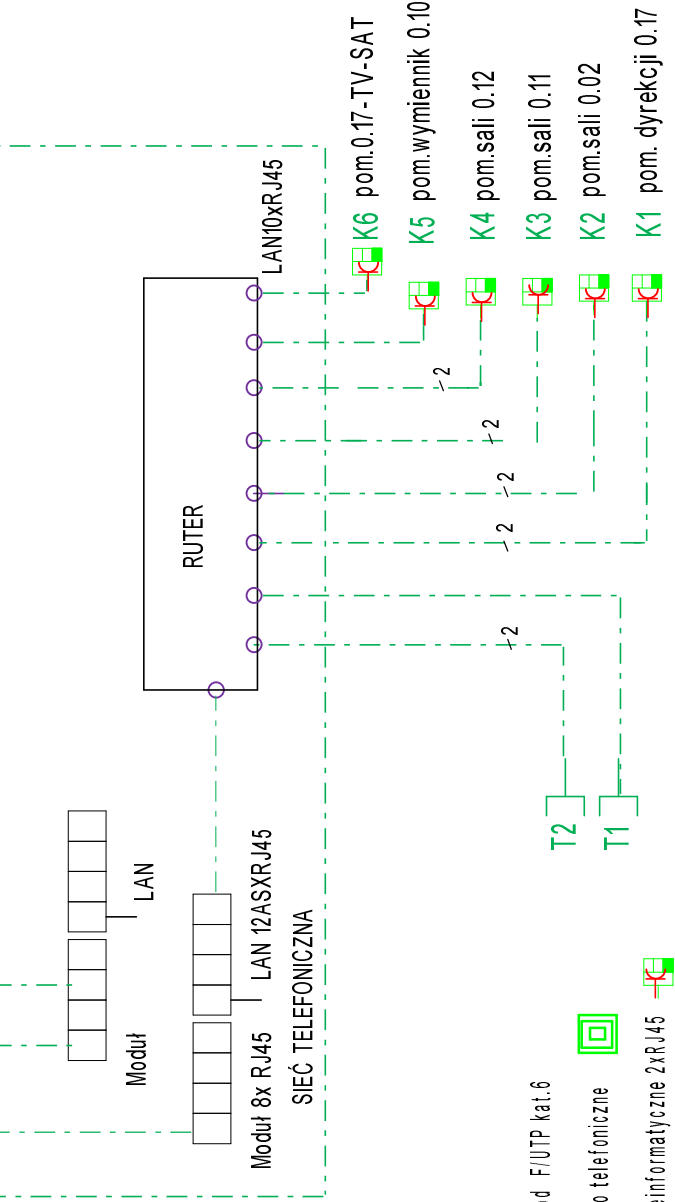 K6 pom.0.17-TV-SAT
K5 pom.wymiennik 0.10
K4 pom.sali 0.12
K3 pom.sali 0.11
K2 pom.sali 0.02
K1 pom. dyrekcji 0.17
LAN10xRJ45
RUTER
2
2
2
2
2
T2
T1
LAN
Moduł
LAN 12ASXRJ45
Moduł 8x RJ45
SIEĆ TELEFONICZNA
d F/UTP kat.6
o telefoniczne
einformatyczne 2xRJ45